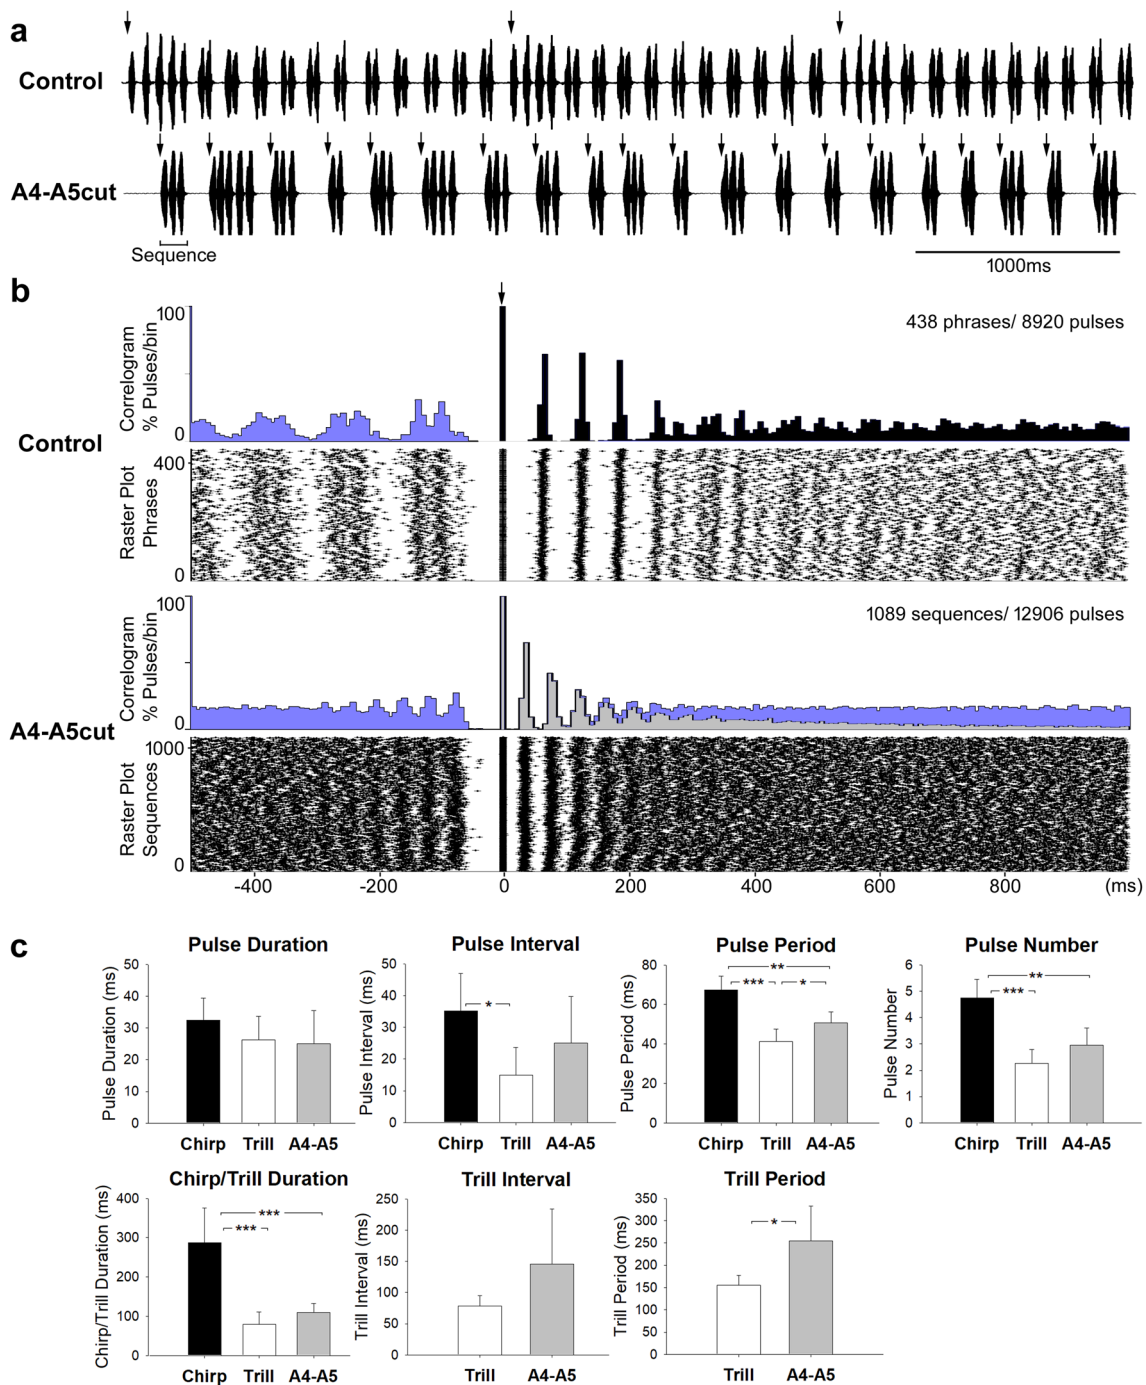 a
Control
A4-A5cut
Sequence
1000ms
b
Control
Correlogram
% Pulses/bin
100
0
438 phrases/ 8920 pulses
Raster Plot
Phrases
400
0
A4-A5cut
Correlogram
% Pulses/bin
100
0
1089 sequences/ 12906 pulses
Raster Plot
Sequences
1000
0
-400 -200 0 200 400 600 800 (ms)
c
Pulse Duration
Pulse Duration (ms)
50
40
30
20
10
0
Chirp Trill A4-A5
Pulse Interval
Pulse Interval (ms)
50
40
30
20
10
0
*
Chirp Trill A4-A5
Pulse Period
Pulse Period (ms)
80
60
40
20
0
**
*** *
Chirp Trill A4-A5
Pulse Number
Pulse Number
6
5
4
3
2
1
0
**
***
Chirp Trill A4-A5
Chirp/Trill Duration
Chirp/Trill Duration (ms)
400
300
200
100
0
***
***
Chirp Trill A4-A5
Trill Interval
Trill Interval (ms)
250
200
150
100
50
0
Trill A4-A5
Trill Period
Trill Period (ms)
350
300
250
200
150
100
50
0
*
Trill A4-A5